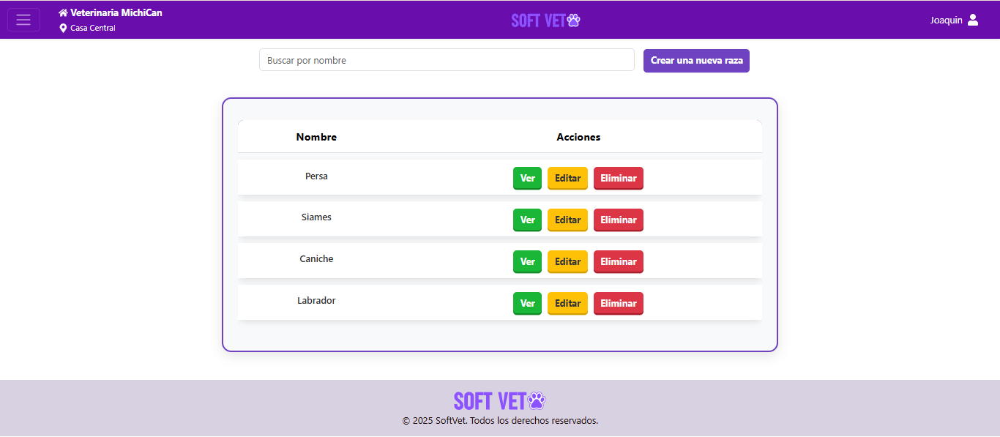 Veterinaria MichiCan
Casa Central
SOFT VET
Joaquin
Buscar por nombre
Crear una nueva raza
Nombre Acciones
Persa Ver Editar Eliminar
Siames Ver Editar Eliminar
Caniche Ver Editar Eliminar
Labrador Ver Editar Eliminar
SOFT VET
© 2025 SoftVet. Todos los derechos reservados.